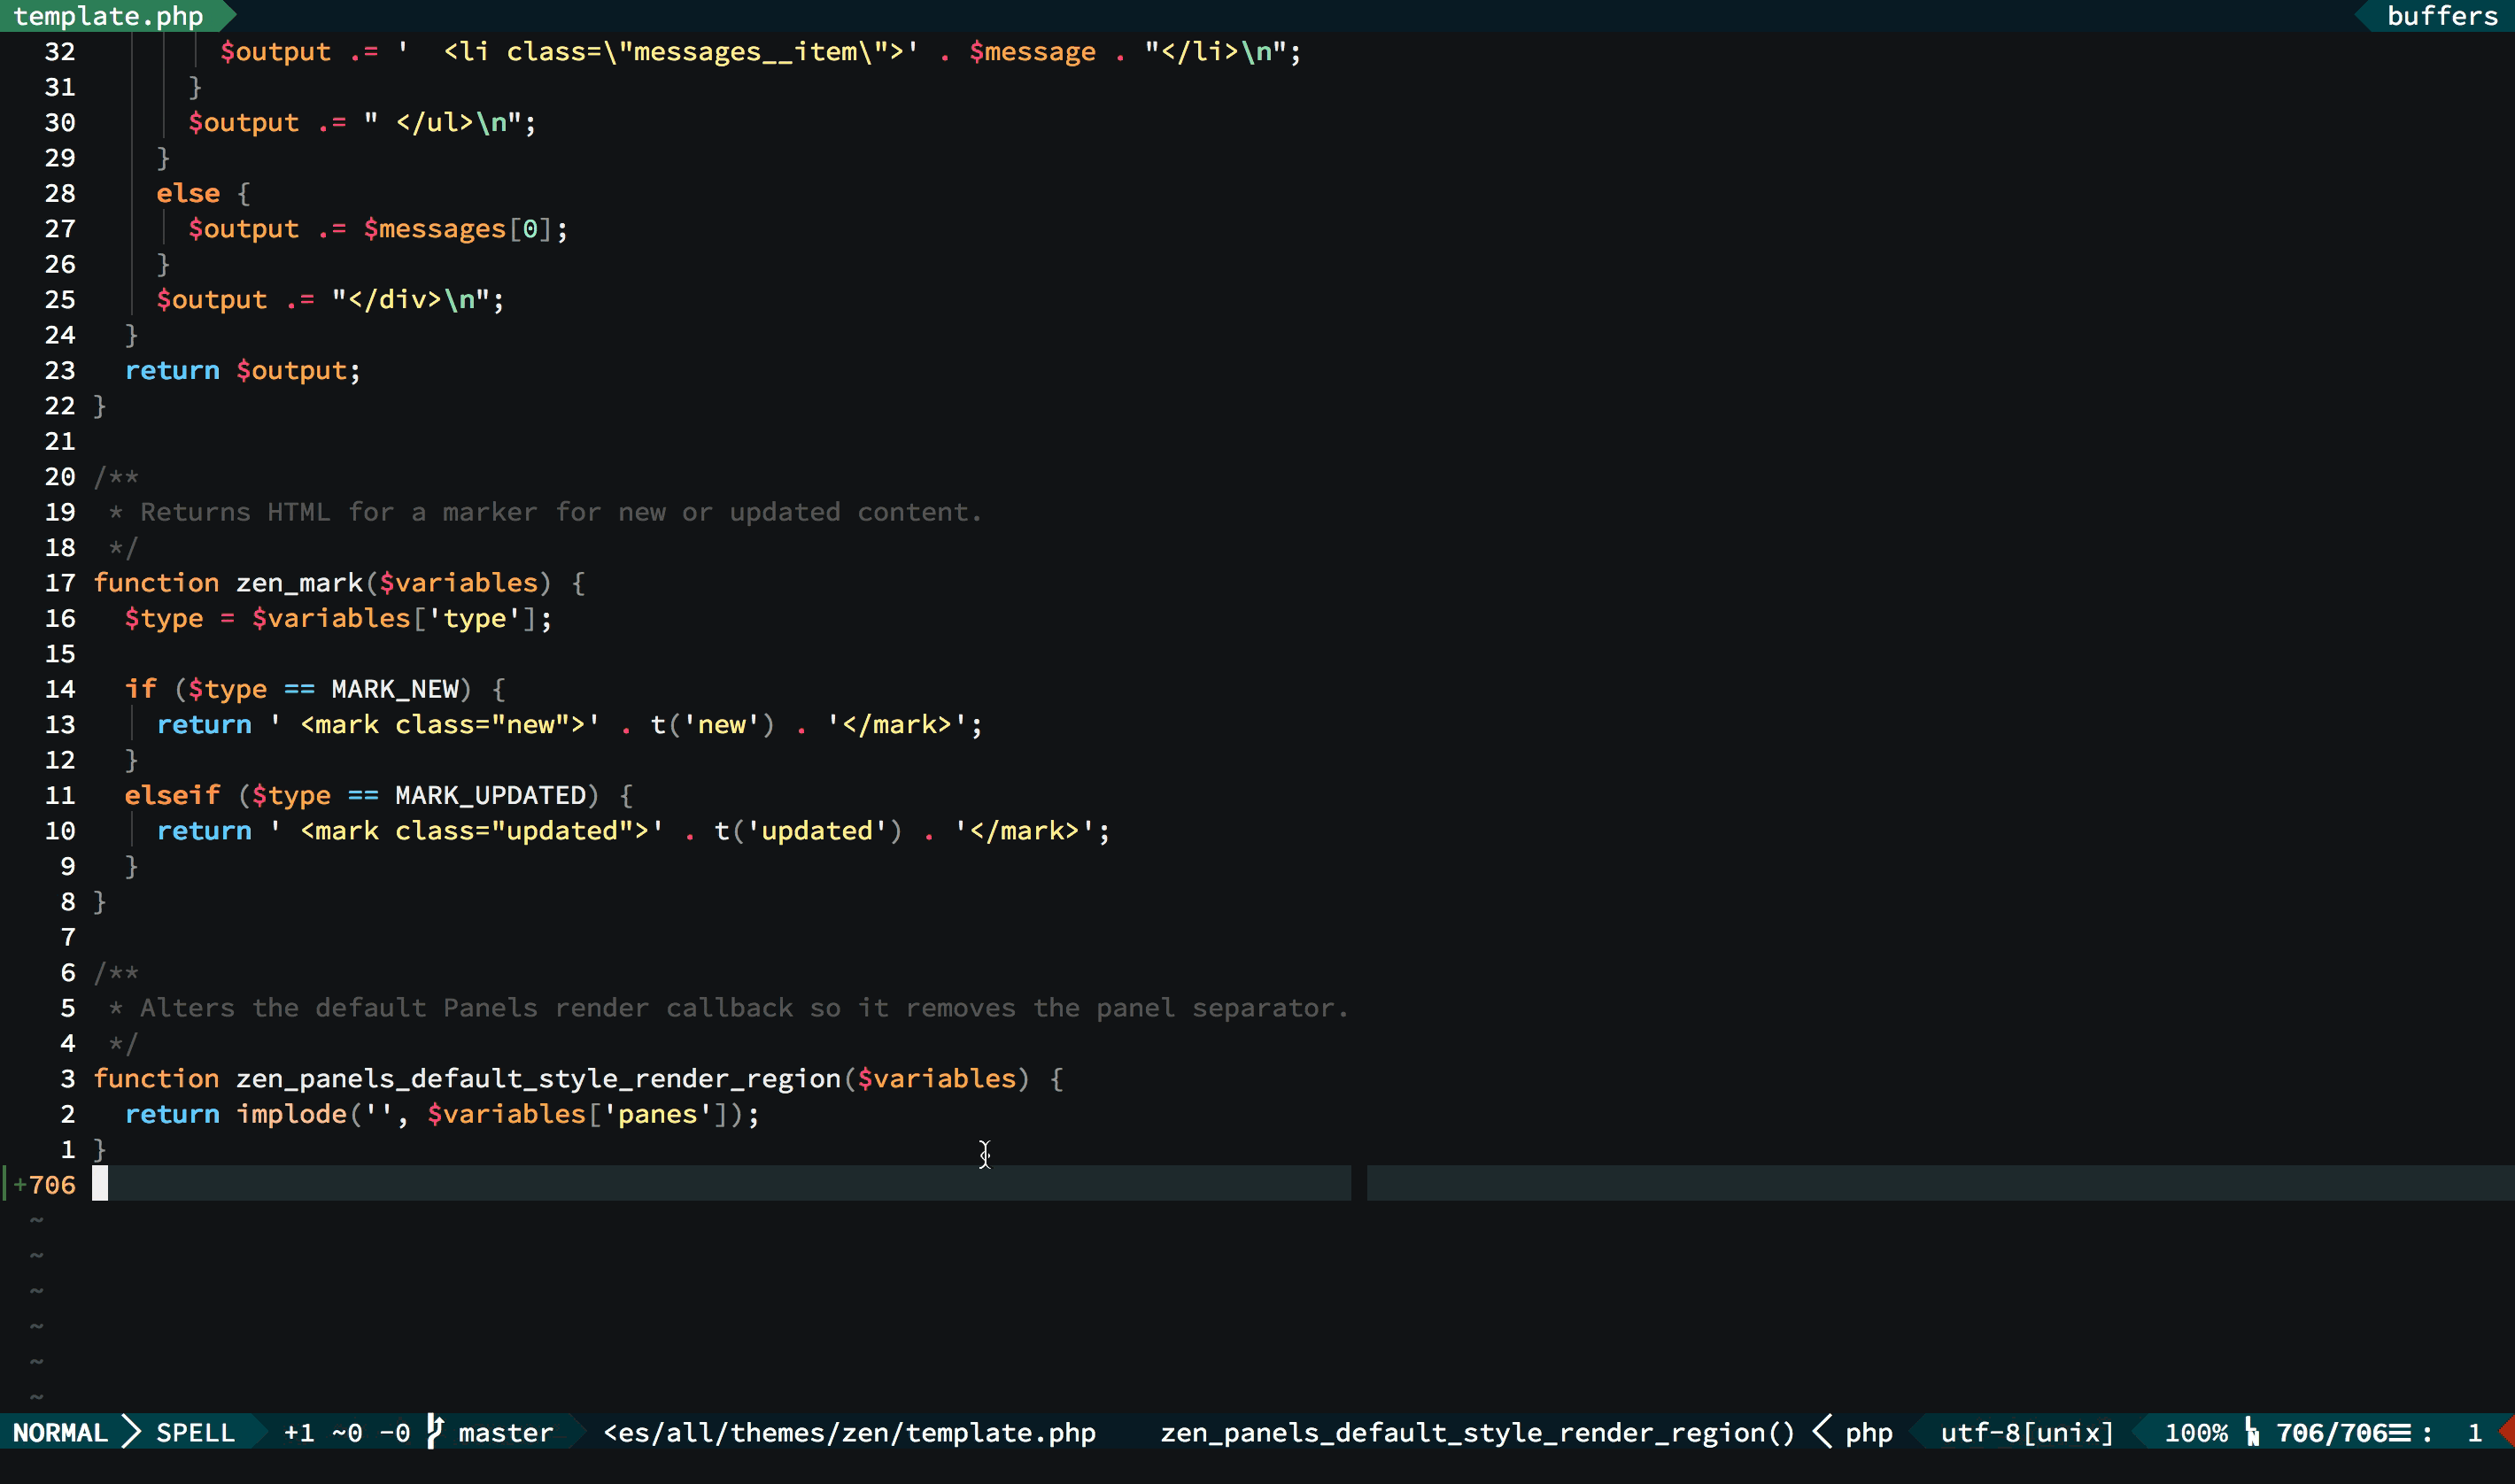 template.php buffers
32 $output .= '  <li class=\"messages__item\">' . $message . "</li>\n";
31 }
30 $output .= " </ul>\n";
29 }
28 else {
27 $output .= $messages[0];
26 }
25 $output .= "</div>\n";
24 }
23 return $output;
22 }
21
20 /**
19 * Returns HTML for a marker for new or updated content.
18 */
17 function zen_mark($variables) {
16 $type = $variables['type'];
15
14 if ($type == MARK_NEW) {
13 return ' <mark class="new">' . t('new') . '</mark>';
12 }
11 elseif ($type == MARK_UPDATED) {
10 return ' <mark class="updated">' . t('updated') . '</mark>';
9 }
8 }
7
6 /**
5 * Alters the default Panels render callback so it removes the panel separator.
4 */
3 function zen_panels_default_style_render_region($variables) {
2 return implode('', $variables['panes']);
1 }
+706
~
~
~
~
~
~
NORMAL SPELL +1 ~0 -0 master <es/all/themes/zen/template.php zen_panels_default_style_render_region() php utf-8[unix] 100% 706/706 : 1